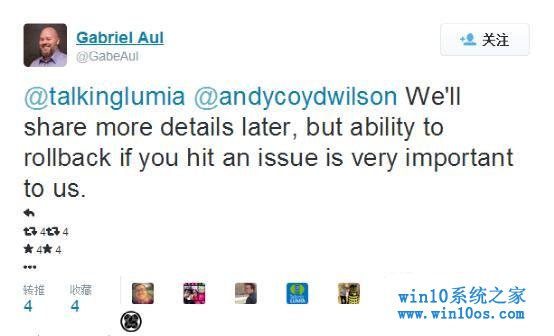 Gabriel Aul
@GabeAul
关注
@talkinglumia @andycoydwilson We'll
share more details later, but ability to
rollback if you hit an issue is very important
to us.
4 4
4 4
转推 收藏
4 4
win10系统之家
www.win10os.com